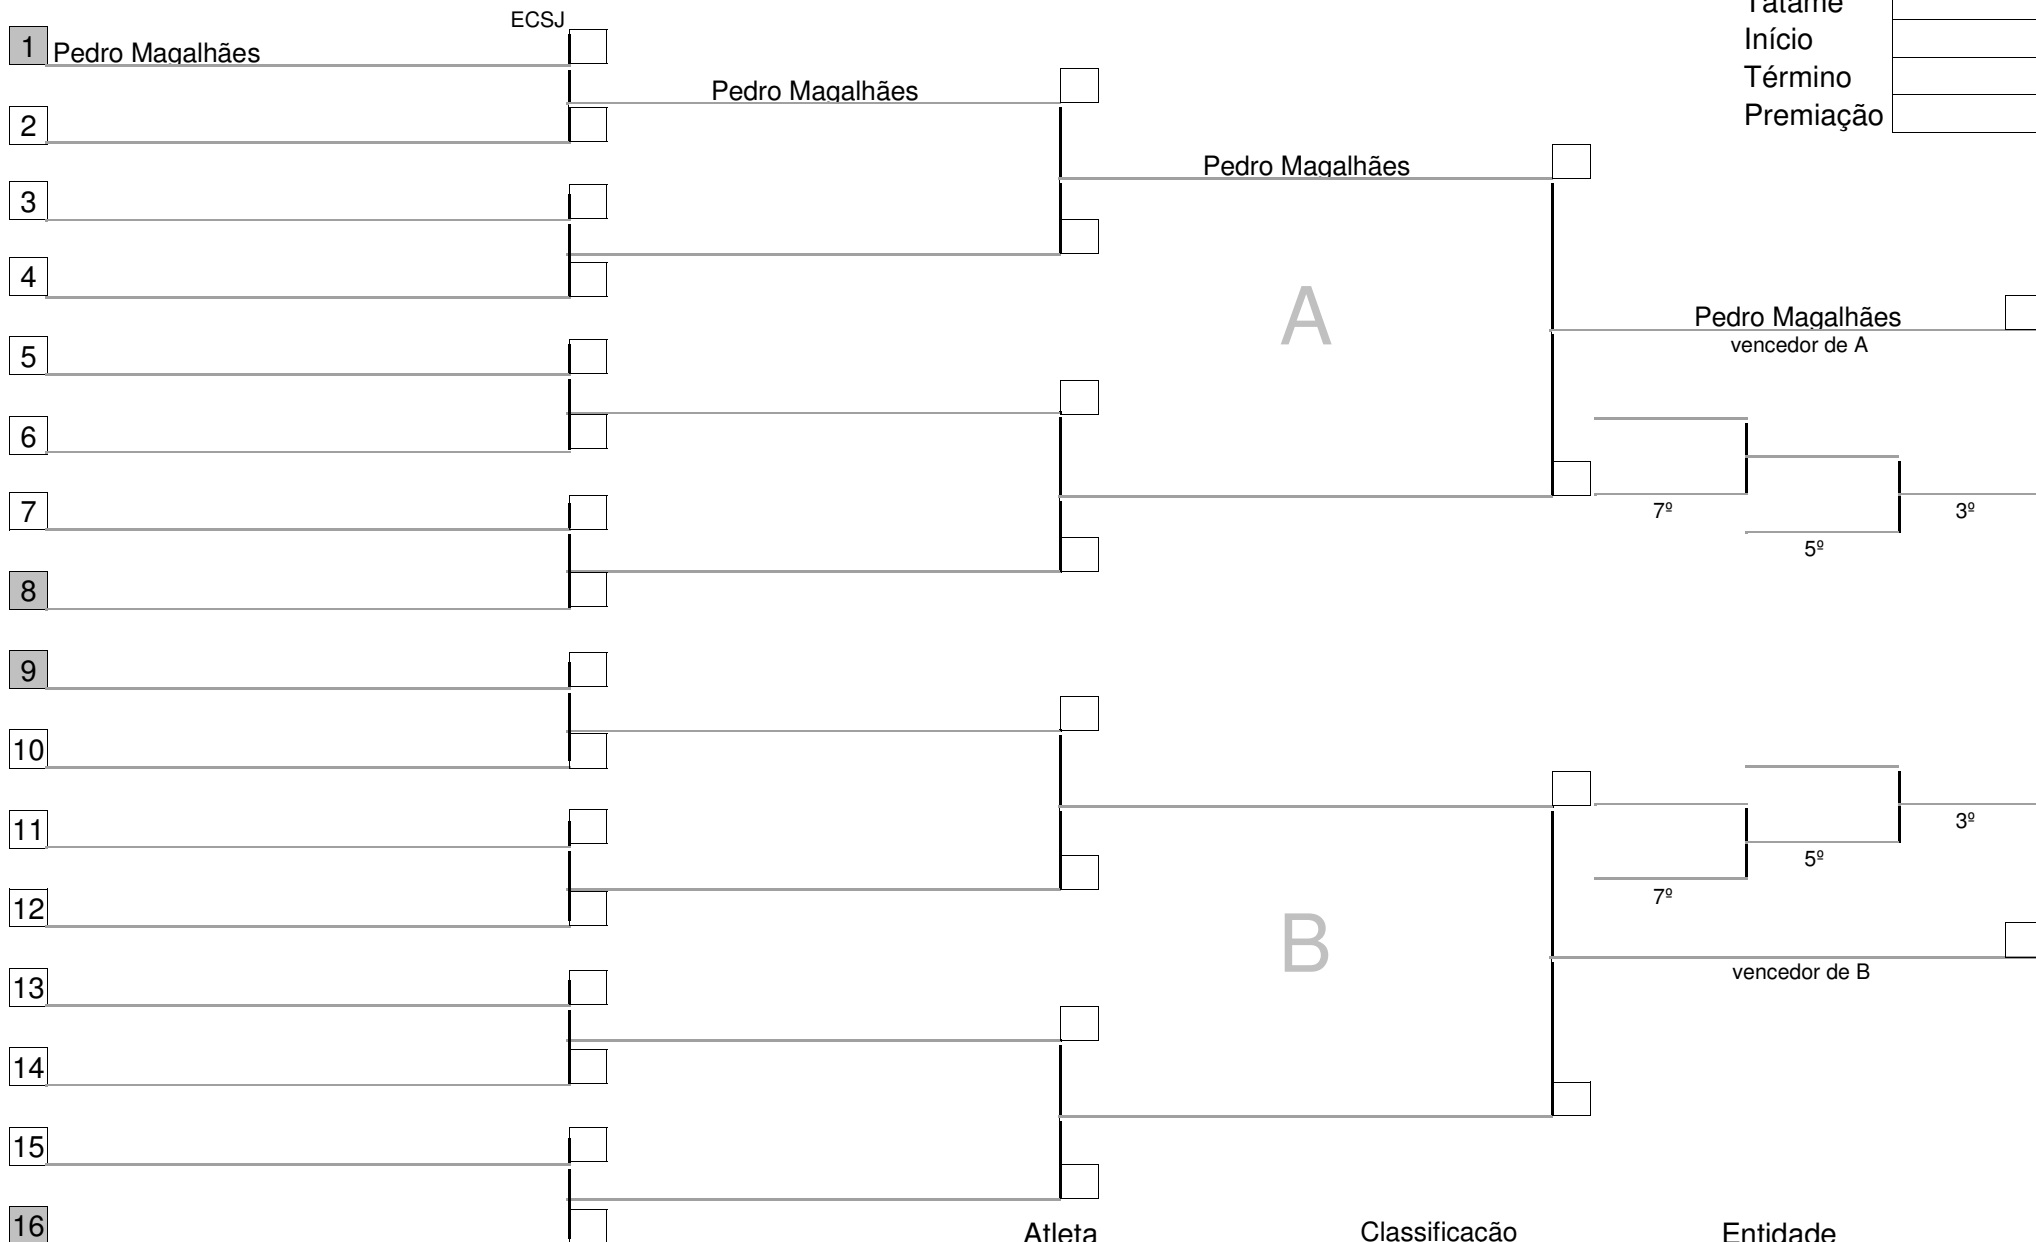 ECSJ
Tatame
1 Pedro Magalhães
Início
Pedro Magalhães
Término
2
Premiação
Pedro Magalhães
3
4
A
Pedro Magalhães
vencedor de A
5
6
7
7º
3º
5º
8
9
10
11
3º
5º
7º
12
B
vencedor de B
13
14
15
16
Atleta
Classificação
Entidade